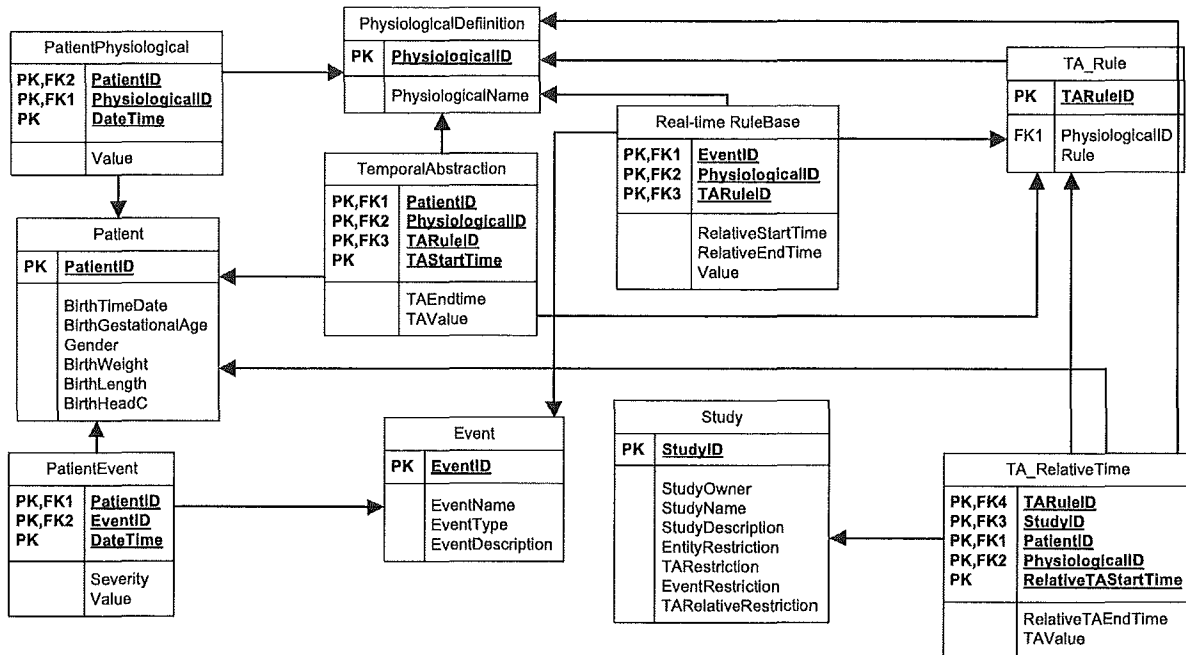 PhysiologicalDefiinition
PK PhysiologicalID
PhysiologicalName
PatientPhysiological
PK,FK2 PatientID
PK,FK1 PhysiologicalID
PK DateTime
Value
TA_Rule
PK TARuleID
FK1 PhysiologicalID
Rule
Real-time RuleBase
PK,FK1 EventID
PK,FK2 PhysiologicalID
PK,FK3 TARuleID
RelativeStartTime
RelativeEndTime
Value
TemporalAbstraction
PK,FK1 PatientID
PK,FK2 PhysiologicalID
PK,FK3 TARuleID
PK TAStartTime
TAEndtime
TAValue
Patient
PK PatientID
BirthTimeDate
BirthGestationalAge
Gender
BirthWeight
BirthLength
BirthHeadC
Event
PK EventID
EventName
EventType
EventDescription
Study
PK StudyID
StudyOwner
StudyName
StudyDescription
EntityRestriction
TARestriction
EventRestriction
TARelativeRestriction
PatientEvent
PK,FK1 PatientID
PK,FK2 EventID
PK DateTime
Severity
Value
TA_RelativeTime
PK,FK4 TARuleID
PK,FK3 StudyID
PK,FK1 PatientID
PK,FK2 PhysiologicalID
PK RelativeTAStartTime
RelativeTAEndTime
TAValue